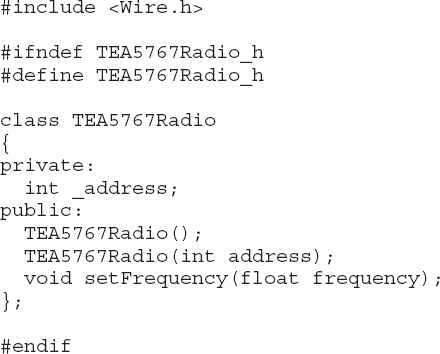 #include <Wire.h>

#ifndef TEA5767Radio_h
#define TEA5767Radio_h

class TEA5767Radio
{
private:
  int _address;
public:
  TEA5767Radio();
  TEA5767Radio(int address);
  void setFrequency(float frequency);
};

#endif